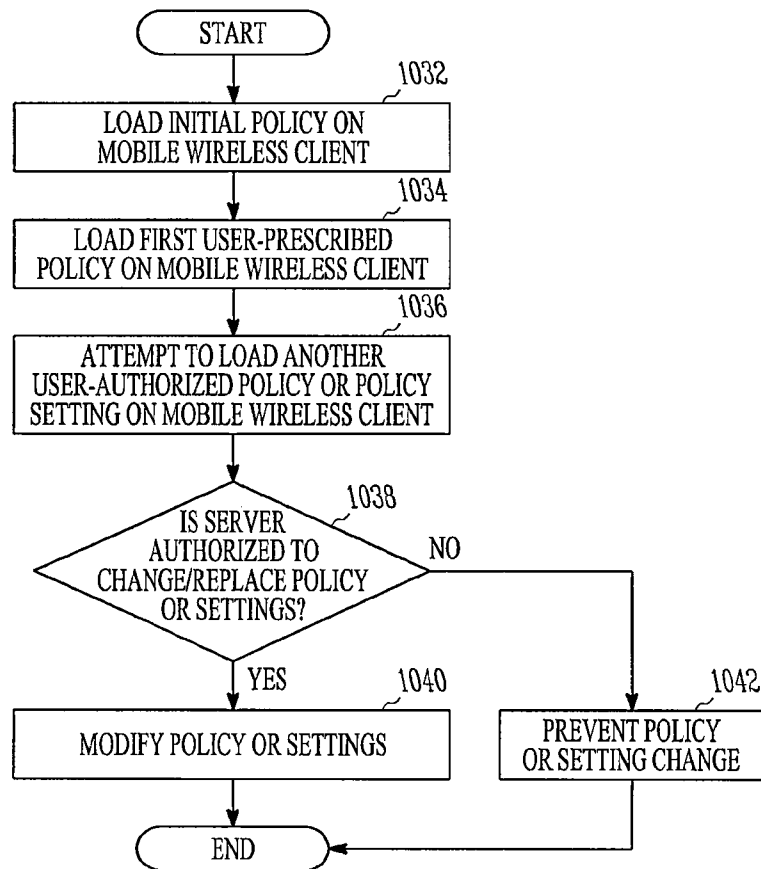 START
1032
LOAD INITIAL POLICY ON
MOBILE WIRELESS CLIENT
1034
LOAD FIRST USER-PRESCRIBED
POLICY ON MOBILE WIRELESS CLIENT
1036
ATTEMPT TO LOAD ANOTHER
USER-AUTHORIZED POLICY OR POLICY
SETTING ON MOBILE WIRELESS CLIENT
1038
IS SERVER
AUTHORIZED TO
CHANGE/REPLACE POLICY
OR SETTINGS?
NO
YES
1040
MODIFY POLICY OR SETTINGS
1042
PREVENT POLICY
OR SETTING CHANGE
END